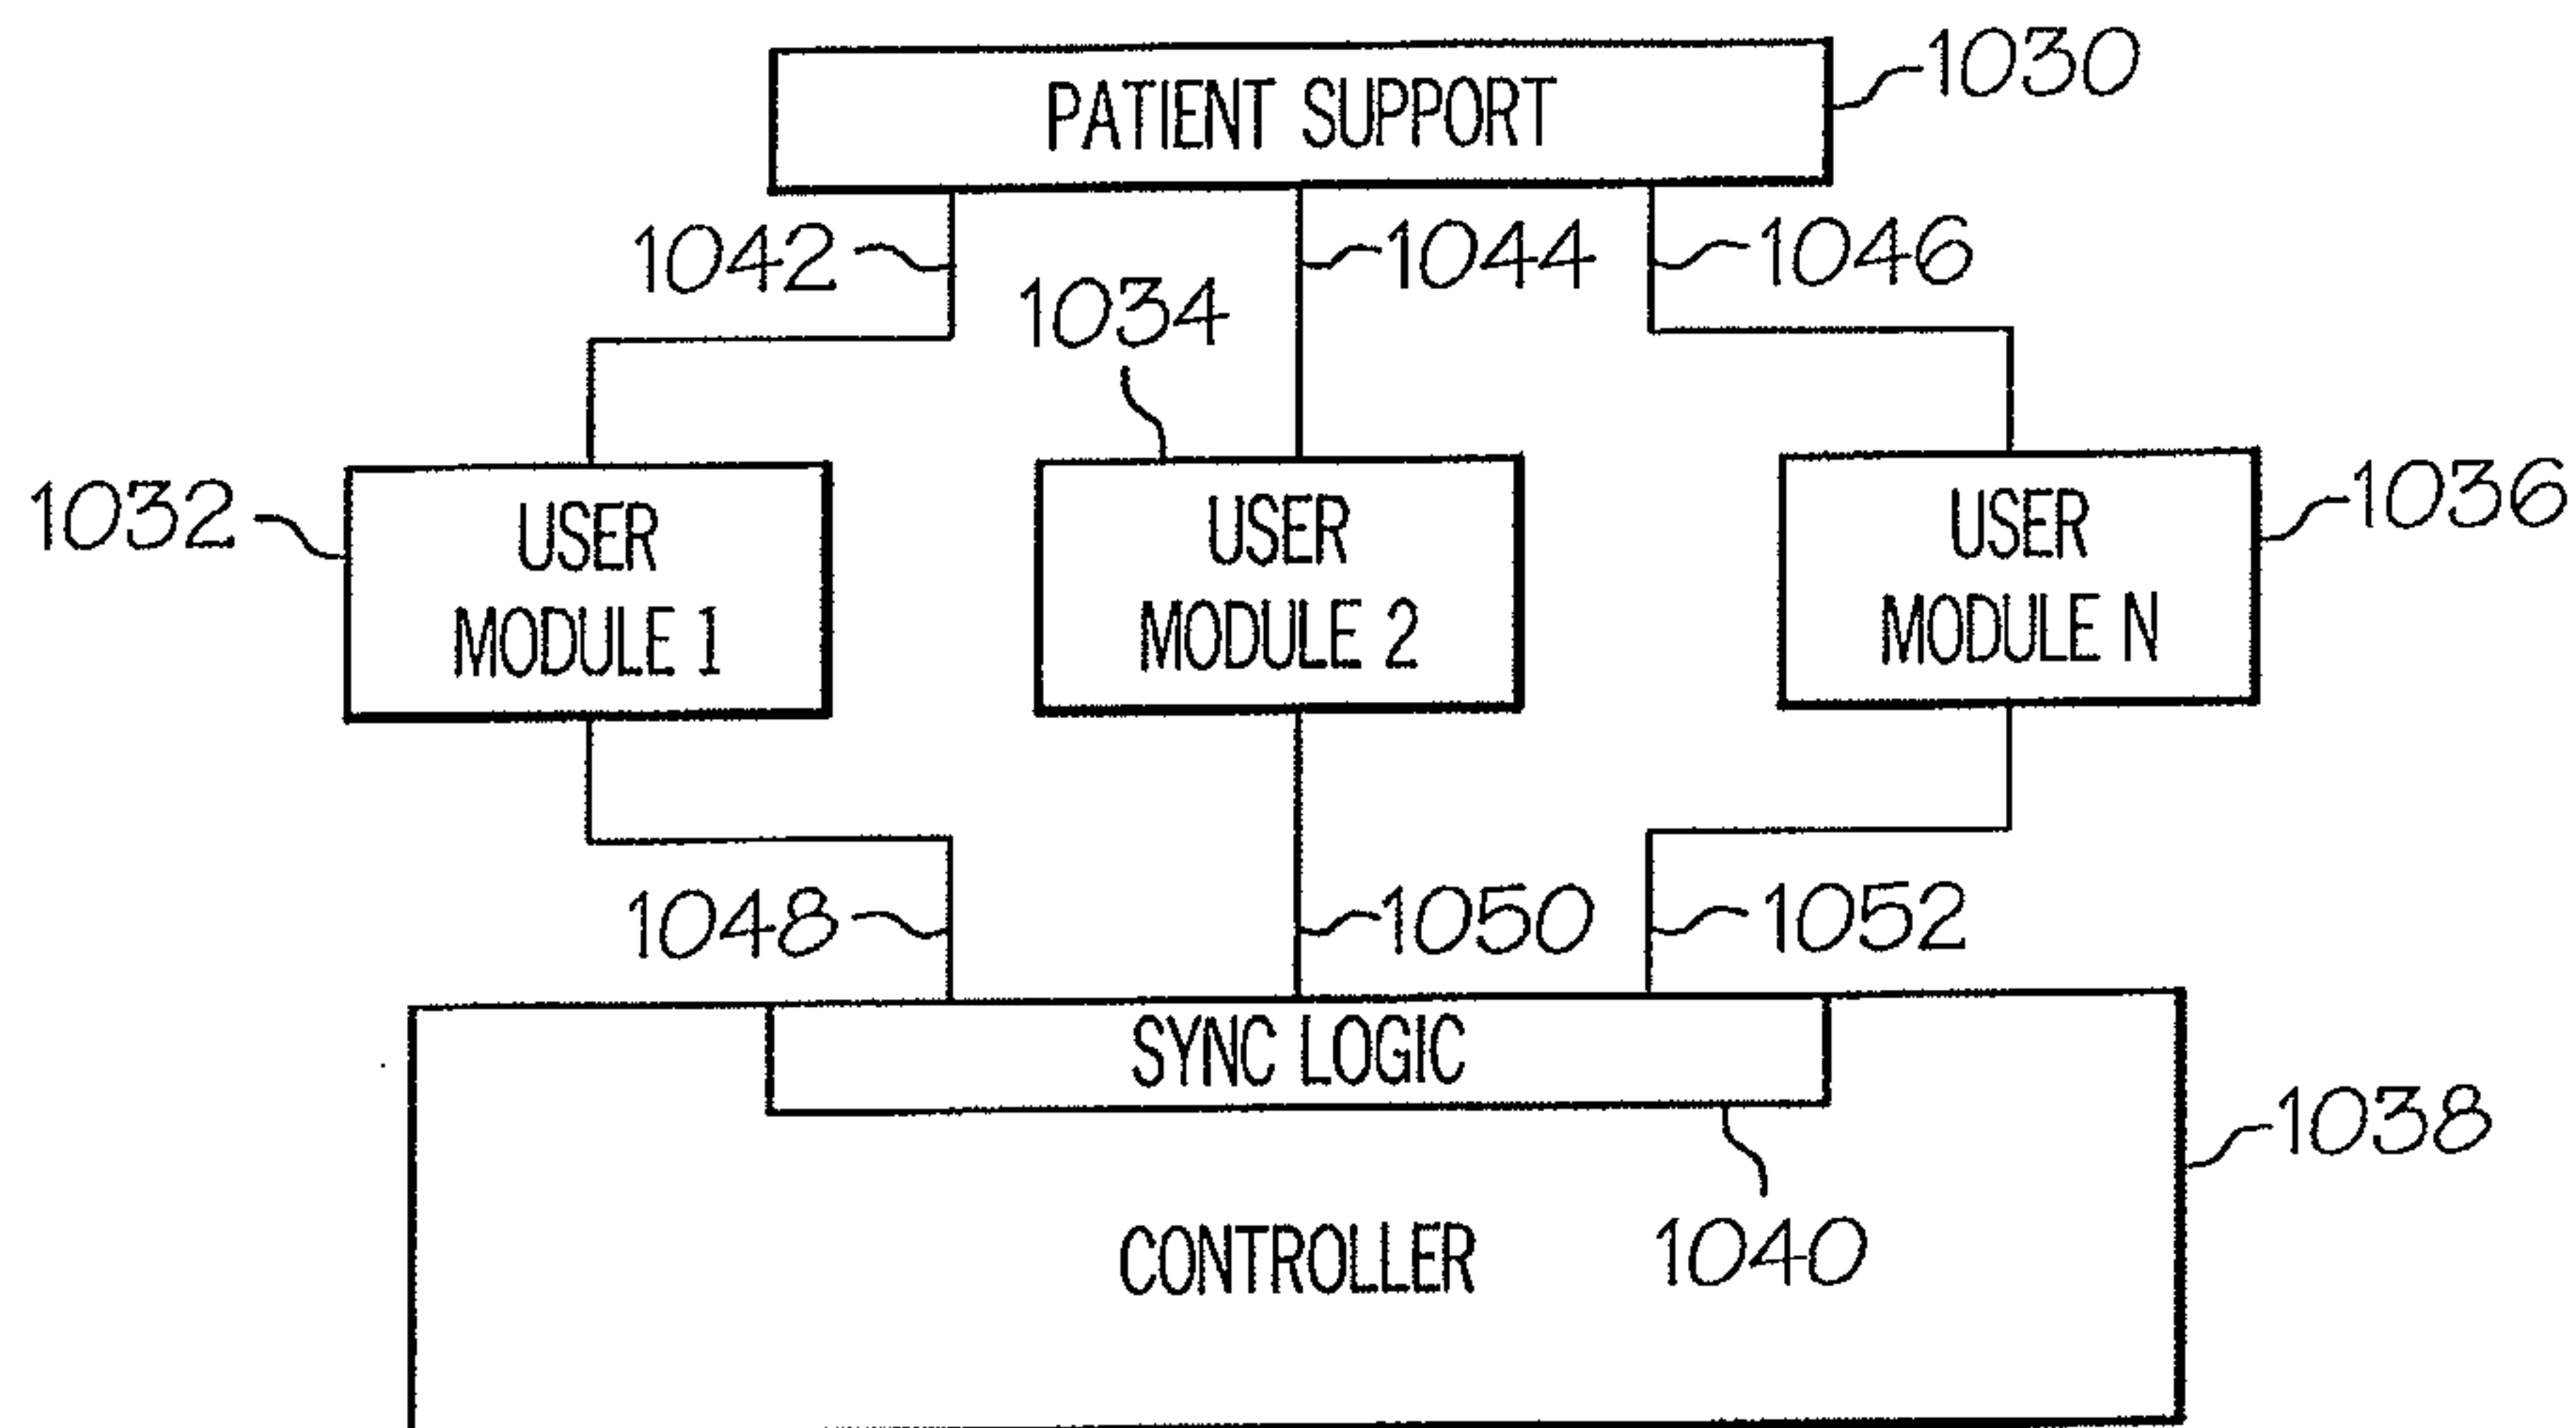 PATIENT SUPPORT
1030
1042
1044
1046
1034
1032
USER
MODULE 1
USER
MODULE 2
USER
MODULE N
1036
1048
1050
1052
SYNC LOGIC
1038
CONTROLLER
1040